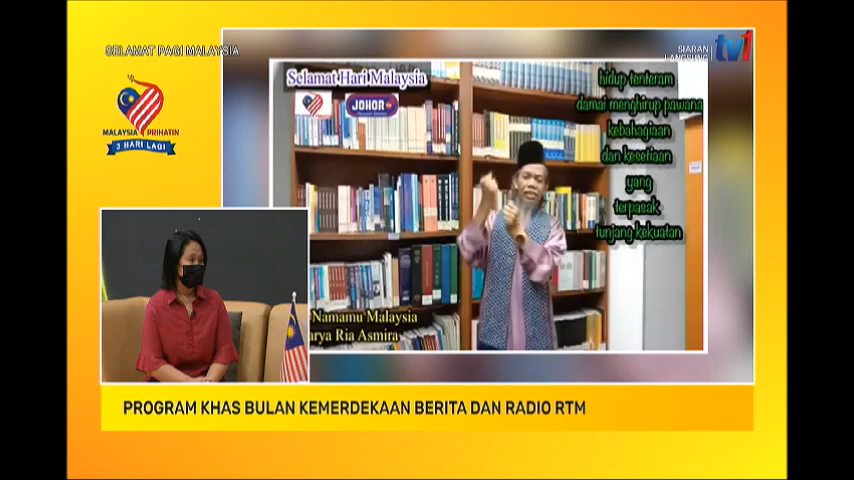 SELAMAT PAGI MALAYSIA
SIARAN
LANGSUNG
tv1
MALAYSIA PRIHATIN
3 HARI LAGI
Selamat Hari Malaysia
JOHOR
hidup tenteram
damai menghirup pawana
kebahagiaan
dan kesetiaan
yang
terpasak
tunjang kekuatan
Namamu Malaysia
arya Ria Asmira
PROGRAM KHAS BULAN KEMERDEKAAN BERITA DAN RADIO RTM